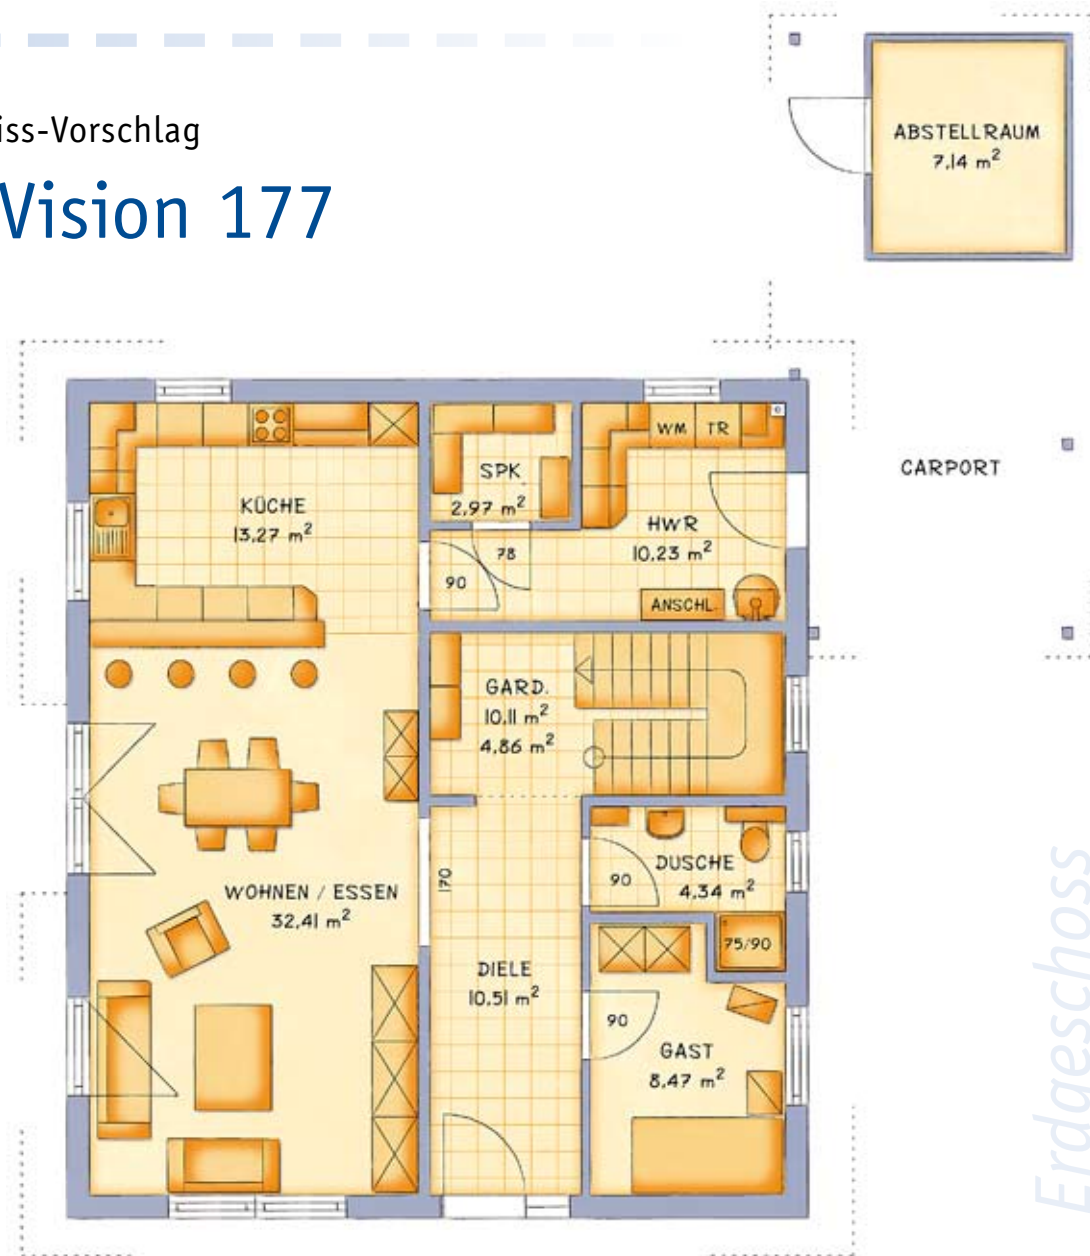 iss-Vorschlag
Vision 177
ABSTELLRAUM
7,14 m²
CARPORT
KÜCHE
13,27 m²
SPK
2,97 m²
WM TR
HWR
10,23 m²
78
90
ANSCHL.
GARD.
10,11 m²
4,86 m²
WOHNEN / ESSEN
32,41 m²
170
DUSCHE
4,34 m²
90
75/90
DIELE
10,51 m²
90
GAST
8,47 m²
Erdgeschoss